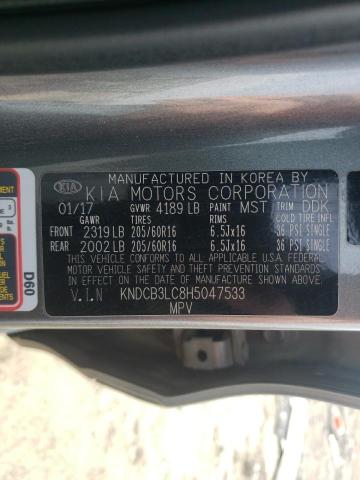 MANUFACTURED IN KOREA BY
KIA KIA MOTORS CORPORATION
01/17 GVWR 4189 LB PAINT MST TRIM DDK
GAWR TIRES RIMS COLD TIRE INFL
FRONT 2319 LB 205/60R16 6.5Jx16 36 PSI SINGLE
REAR 2002 LB 205/60R16 6.5Jx16 36 PSI SINGLE
THIS VEHICLE CONFORMS TO ALL APPLICABLE U.S.A. FEDERAL
MOTOR VEHICLE SAFETY, BUMPER, AND THEFT PREVENTION STANDARDS
IN EFFECT ON THE DATE OF MANUFACTURE SHOWN ABOVE.
V.I.N KNDCB3LC8H5047533
MPV
D60